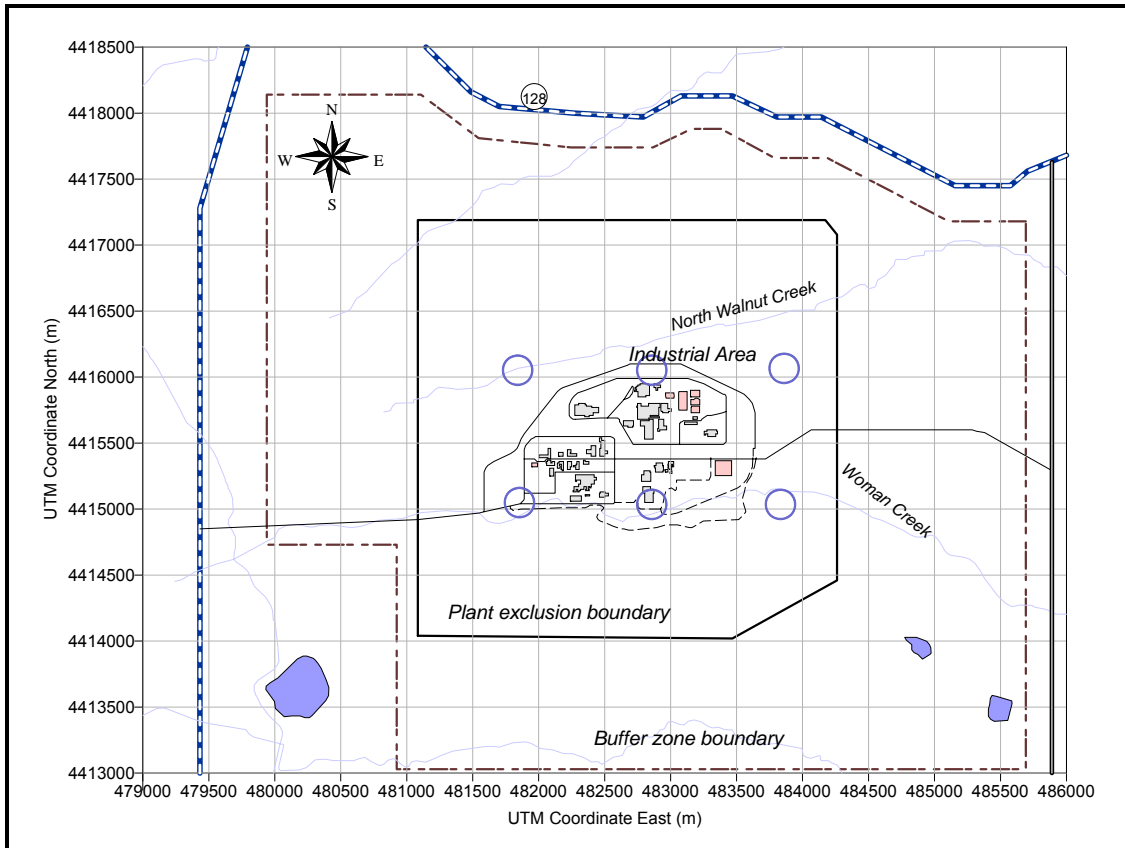 4418500
4418000
4417500
4417000
4416500
4416000
4415500
4415000
4414500
4414000
4413500
4413000
UTM Coordinate North (m)
128
N
W E
S
North Walnut Creek
Industrial Area
Woman Creek
Plant exclusion boundary
Buffer zone boundary
479000 479500 480000 480500 481000 481500 482000 482500 483000 483500 484000 484500 485000 485500 486000
UTM Coordinate East (m)